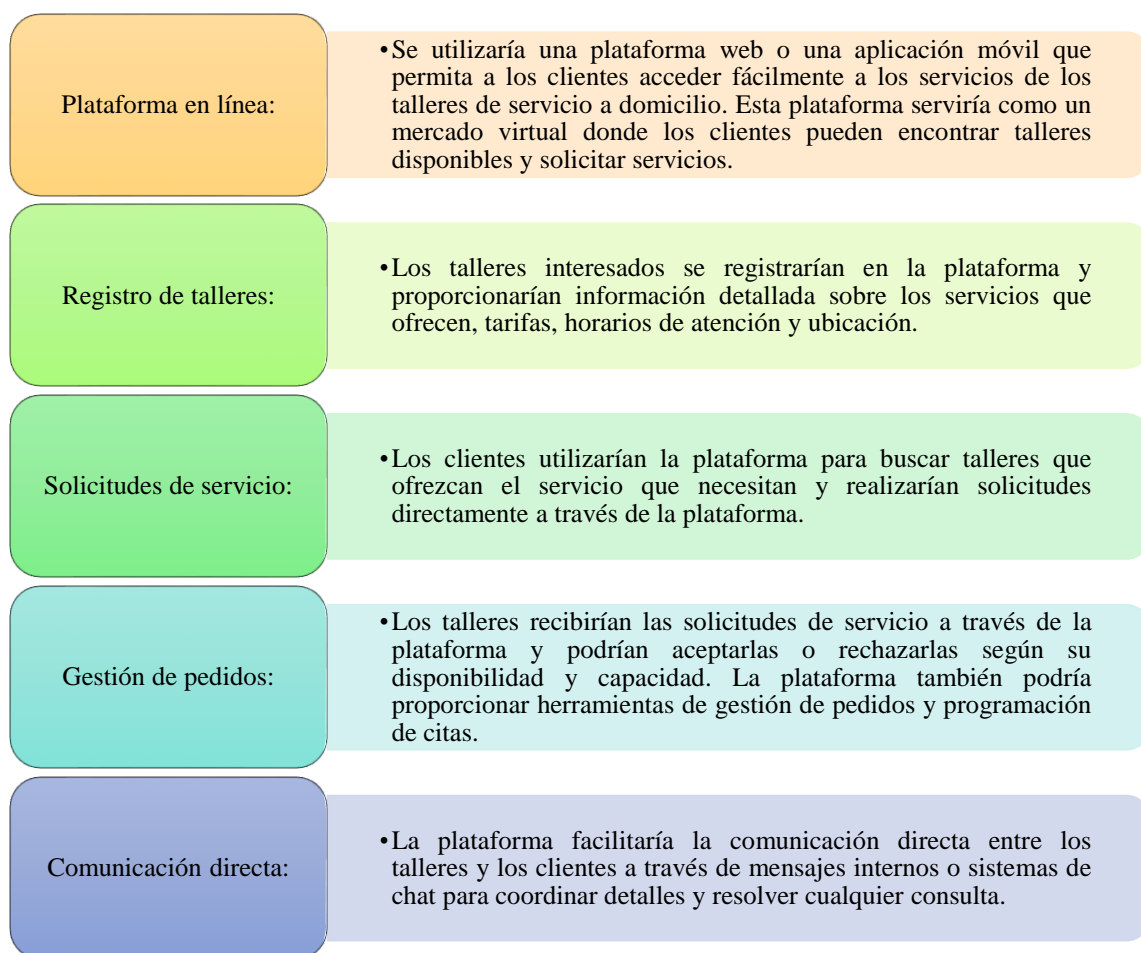 Plataforma en línea:
•Se utilizaría una plataforma web o una aplicación móvil que
permita a los clientes acceder fácilmente a los servicios de los
talleres de servicio a domicilio. Esta plataforma serviría como un
mercado virtual donde los clientes pueden encontrar talleres
disponibles y solicitar servicios.
Registro de talleres:
•Los talleres interesados se registrarían en la plataforma y
proporcionarían información detallada sobre los servicios que
ofrecen, tarifas, horarios de atención y ubicación.
Solicitudes de servicio:
•Los clientes utilizarían la plataforma para buscar talleres que
ofrezcan el servicio que necesitan y realizarían solicitudes
directamente a través de la plataforma.
Gestión de pedidos:
•Los talleres recibirían las solicitudes de servicio a través de la
plataforma y podrían aceptarlas o rechazarlas según su
disponibilidad y capacidad. La plataforma también podría
proporcionar herramientas de gestión de pedidos y programación
de citas.
Comunicación directa:
•La plataforma facilitaría la comunicación directa entre los
talleres y los clientes a través de mensajes internos o sistemas de
chat para coordinar detalles y resolver cualquier consulta.